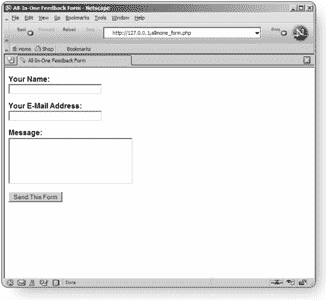 All-In-One Feedback Form - Netscape
File Edit View Go Bookmarks Tools Window Help
Back Forward Reload Stop
http://127.0.0.1/allinone_form.php
Print
Home Shop Bookmarks
All-In-One Feedback Form
Your Name:
Your E-Mail Address:
Message:
Send This Form
Done